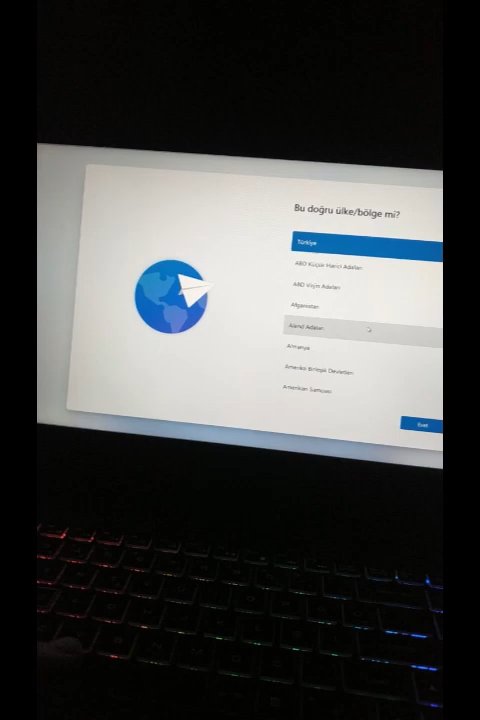 Bu doğru ülke/bölge mi?
Türkiye
ABD Küçük Harici Adaları
ABD Virjin Adaları
Afganistan
Aland Adaları
Almanya
Amerika Birleşik Devletleri
Amerikan Samoası
Evet